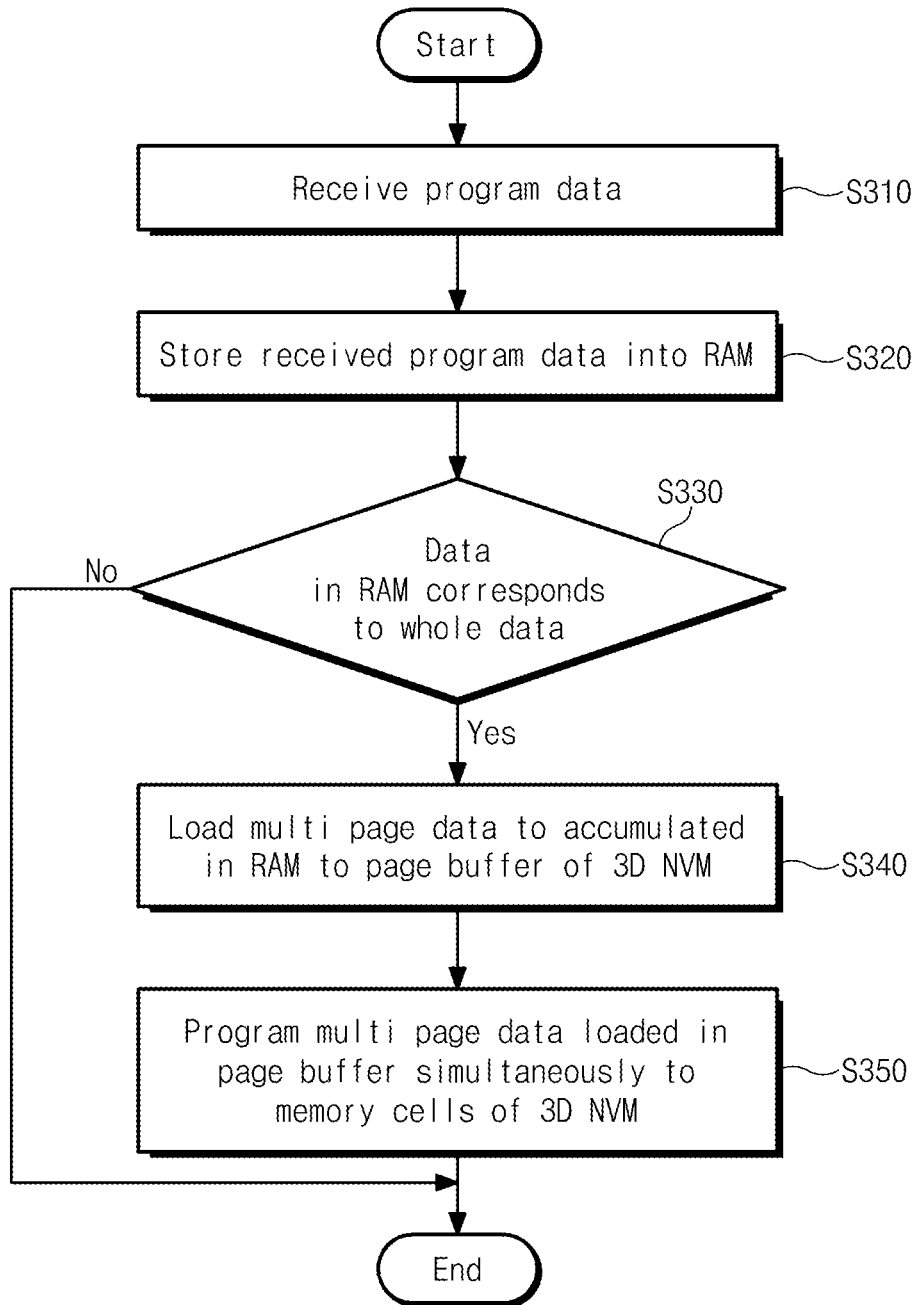 Start
Receive program data
S310
Store received program data into RAM
S320
S330
Data
in RAM corresponds
to whole data
No
Yes
Load multi page data to accumulated
in RAM to page buffer of 3D NVM
S340
Program multi page data loaded in
page buffer simultaneously to
memory cells of 3D NVM
S350
End